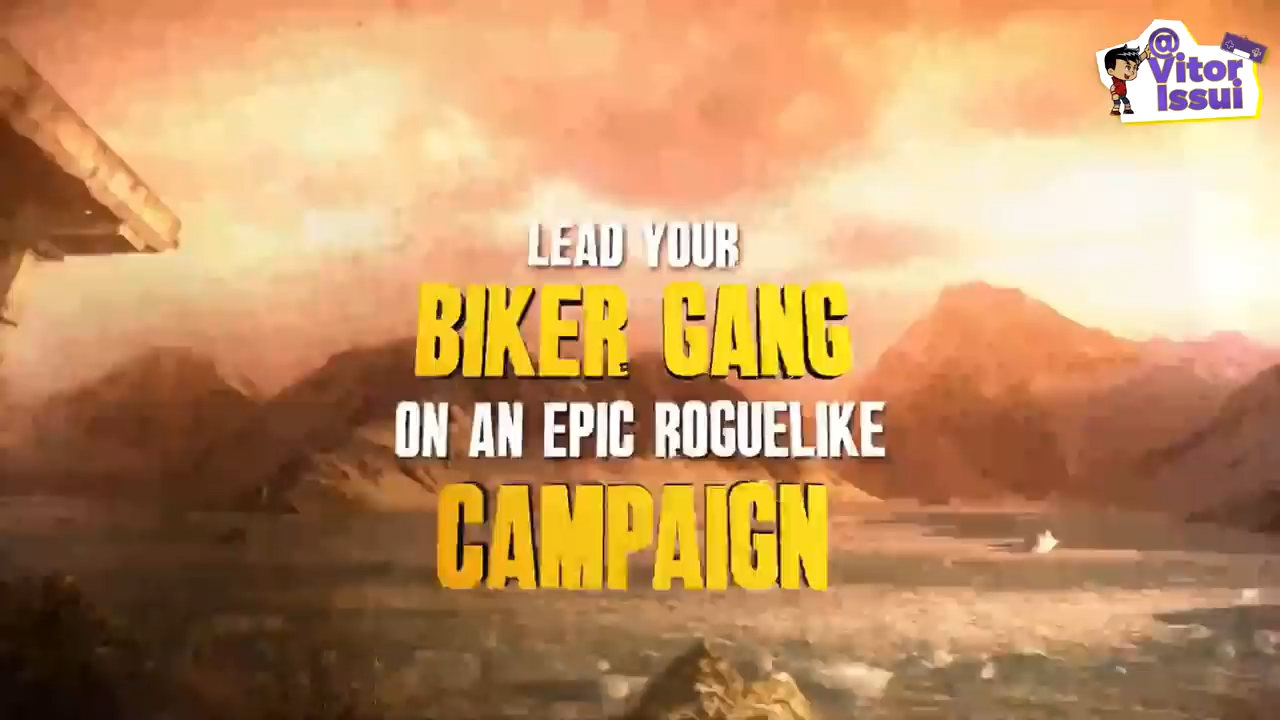 @
Vitor
Issui
LEAD YOUR
BIKER GANG
ON AN EPIC ROGUELIKE
CAMPAIGN